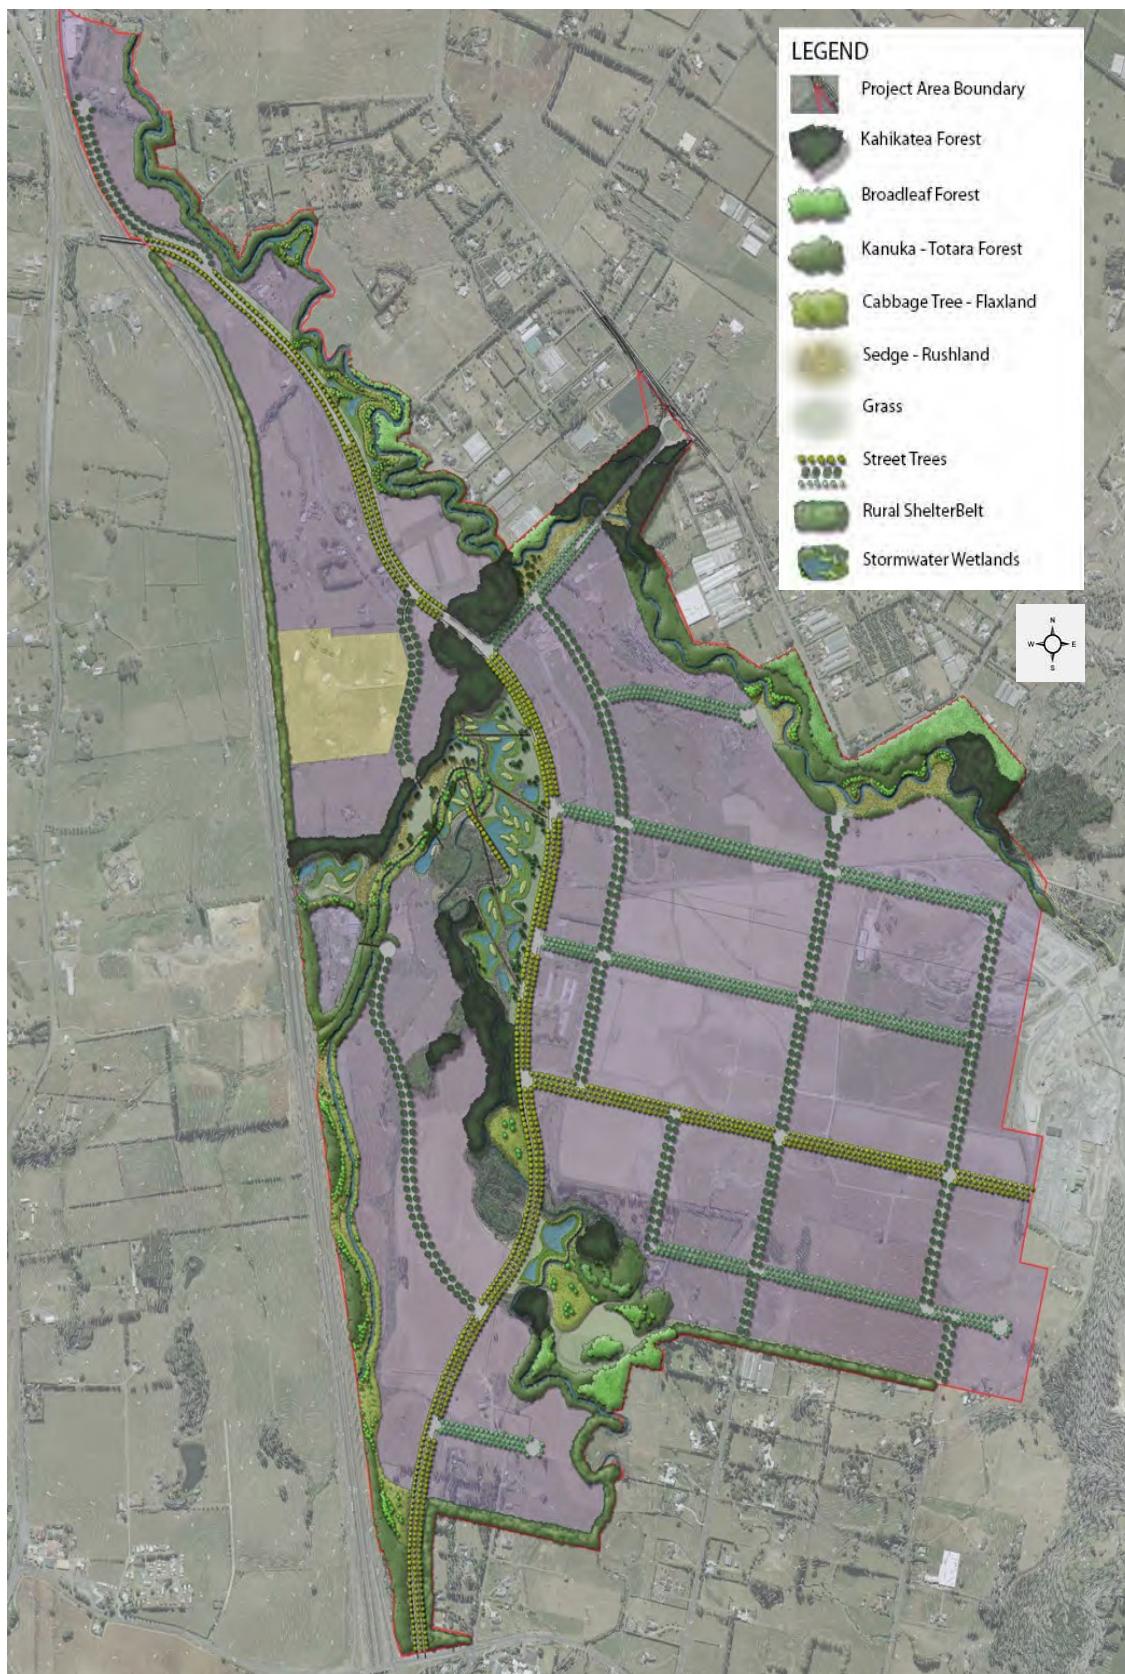 LEGEND
Project Area Boundary
Kahikatea Forest
Broadleaf Forest
Kanuka - Totara Forest
Cabbage Tree - Flaxland
Sedge - Rushland
Grass
Street Trees
Rural ShelterBelt
Stormwater Wetlands
N
W E
S